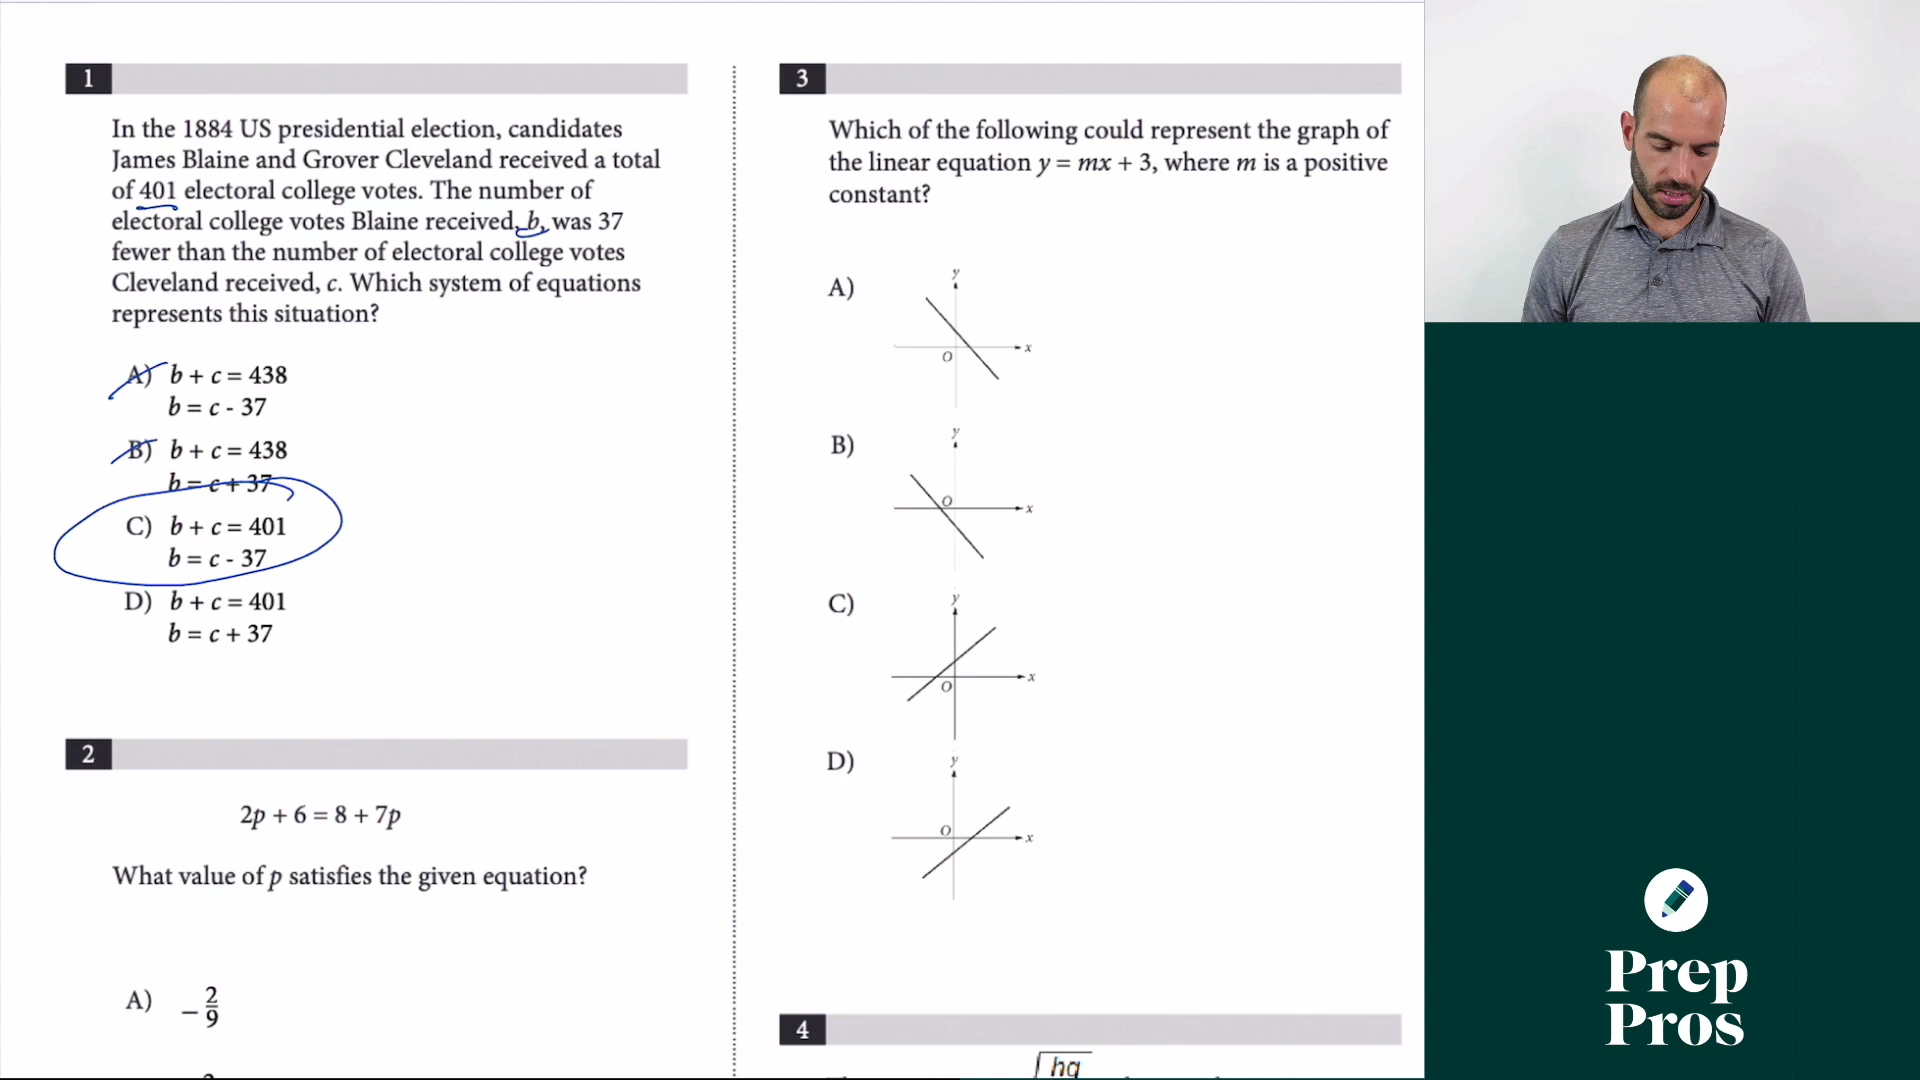 1
In the 1884 US presidential election, candidates
James Blaine and Grover Cleveland received a total
of 401 electoral college votes. The number of
electoral college votes Blaine received, b, was 37
fewer than the number of electoral college votes
Cleveland received, c. Which system of equations
represents this situation?
A) b + c = 438
b = c - 37
B) b + c = 438
b = c + 37
C) b + c = 401
b = c - 37
D) b + c = 401
b = c + 37
2
2p + 6 = 8 + 7p
What value of p satisfies the given equation?
A) -2/9
3
Which of the following could represent the graph of
the linear equation y = mx + 3, where m is a positive
constant?
A)
y
O
x
B)
y
O
x
C)
y
O
x
D)
y
O
x
4
hq
Prep
Pros